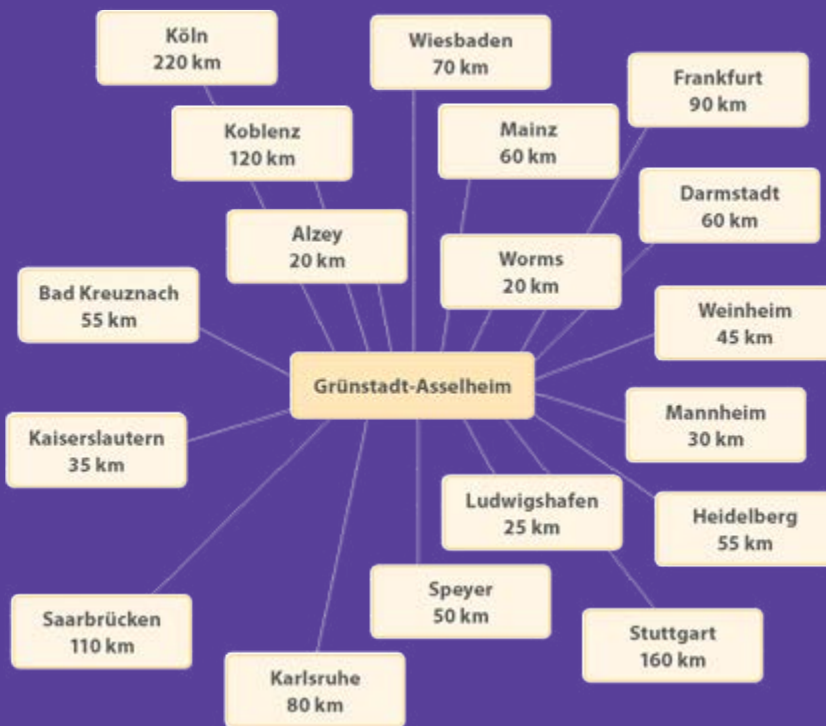 Köln
220 km
Wiesbaden
70 km
Frankfurt
90 km
Koblenz
120 km
Mainz
60 km
Darmstadt
60 km
Alzey
20 km
Worms
20 km
Bad Kreuznach
55 km
Weinheim
45 km
Grünstadt-Asselheim
Kaiserslautern
35 km
Mannheim
30 km
Ludwigshafen
25 km
Heidelberg
55 km
Speyer
50 km
Saarbrücken
110 km
Stuttgart
160 km
Karlsruhe
80 km